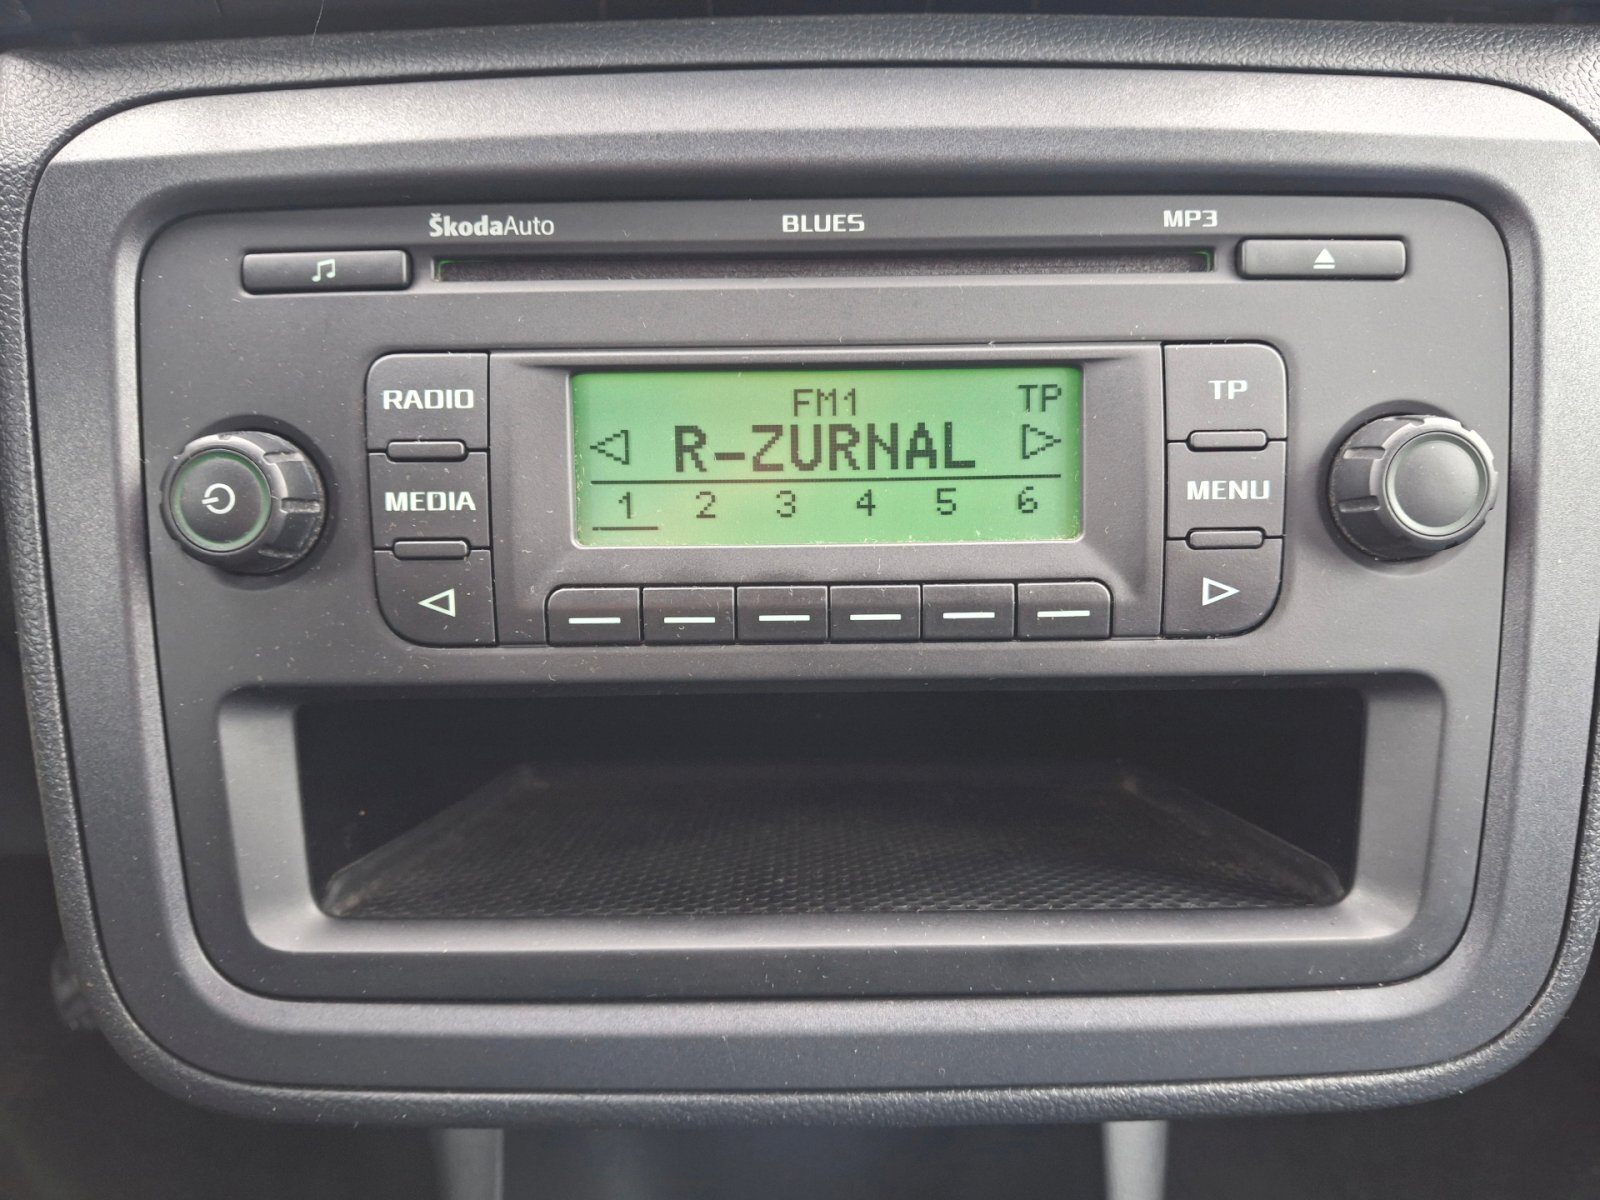 ŠkodaAuto BLUES MP3
RADIO
MEDIA
FM1 TP
R-ZURNAL
1 2 3 4 5 6
TP
MENU